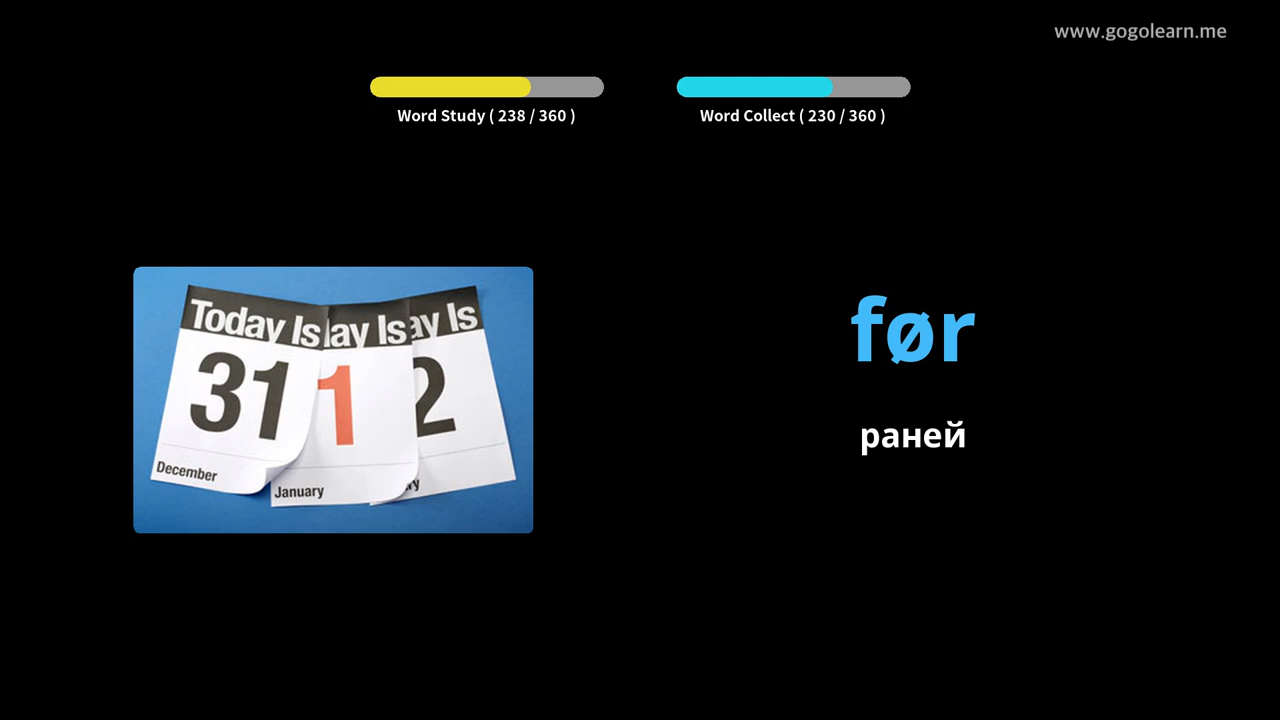 www.gogolearn.me
Word Study ( 238 / 360 )
Word Collect ( 230 / 360 )
Today Is
ay Is
ay Is
31
1
2
December
January
ry
før
раней